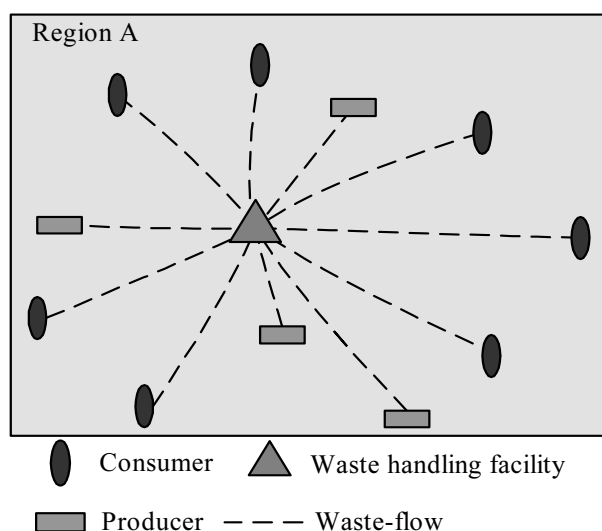 Region A
Consumer
Waste handling facility
Producer
Waste-flow